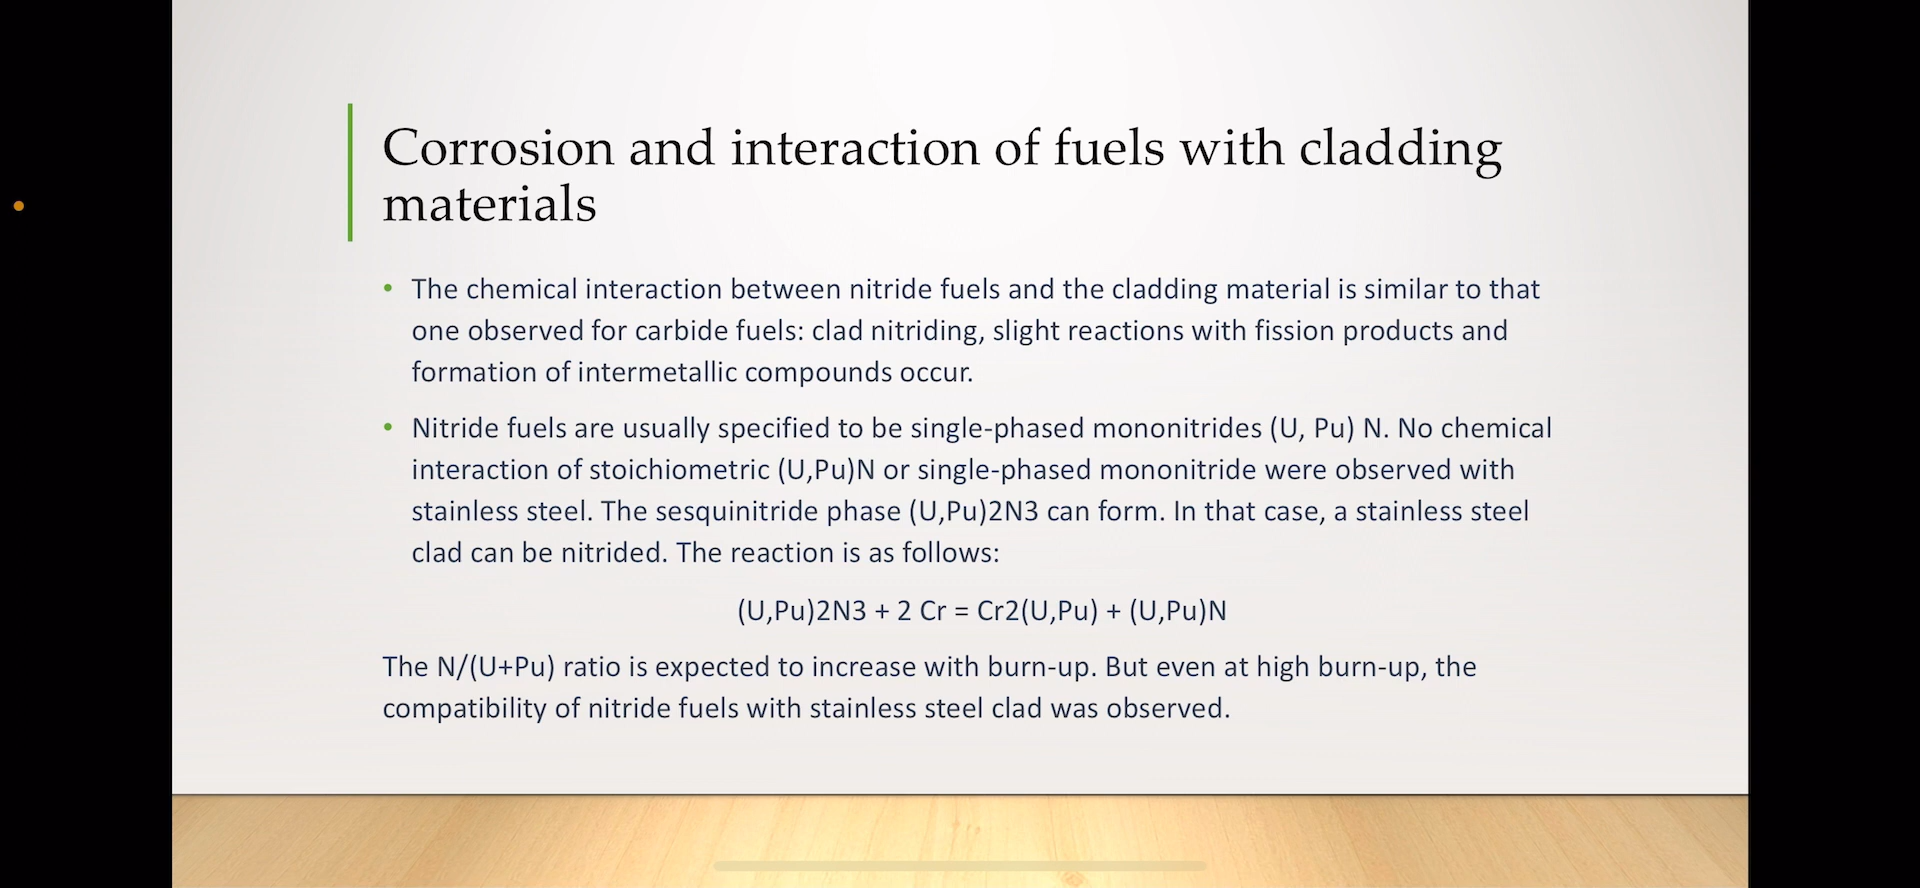 Corrosion and interaction of fuels with cladding
materials
• The chemical interaction between nitride fuels and the cladding material is similar to that
one observed for carbide fuels: clad nitriding, slight reactions with fission products and
formation of intermetallic compounds occur.
• Nitride fuels are usually specified to be single-phased mononitrides (U, Pu) N. No chemical
interaction of stoichiometric (U,Pu)N or single-phased mononitride were observed with
stainless steel. The sesquinitride phase (U,Pu)2N3 can form. In that case, a stainless steel
clad can be nitrided. The reaction is as follows:
(U,Pu)2N3 + 2 Cr = Cr2(U,Pu) + (U,Pu)N
The N/(U+Pu) ratio is expected to increase with burn-up. But even at high burn-up, the
compatibility of nitride fuels with stainless steel clad was observed.